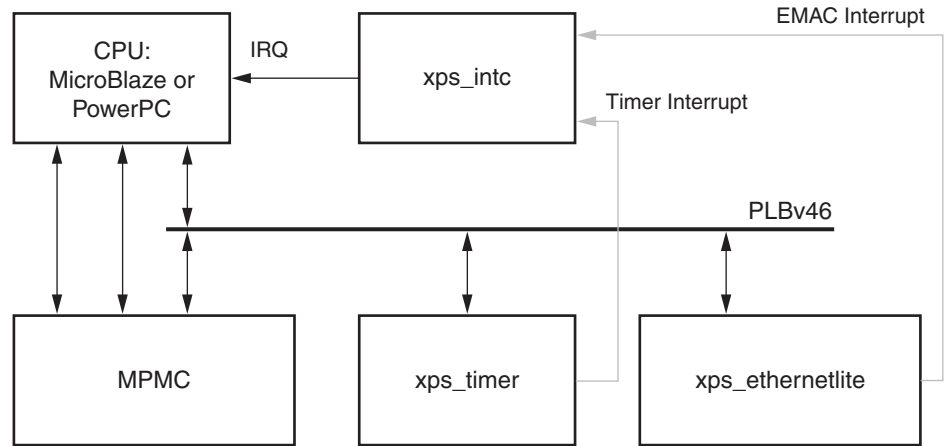 EMAC Interrupt
CPU:
MicroBlaze or
PowerPC
IRQ
xps_intc
Timer Interrupt
PLBv46
MPMC
xps_timer
xps_ethernetlite